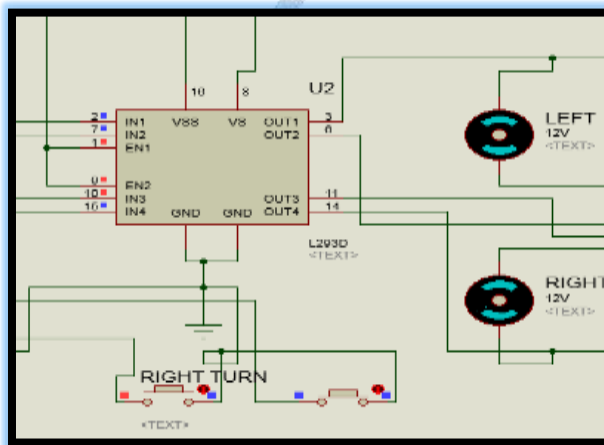 U2
16 8
2 IN1 VSS VS OUT1 3
7 IN2 OUT2 6
1 EN1
9 EN2
10 IN3 OUT3 11
15 IN4 GND GND OUT4 14
L293D
<TEXT>
LEFT
12V
<TEXT>
RIGHT
12V
<TEXT>
RIGHT TURN
<TEXT>